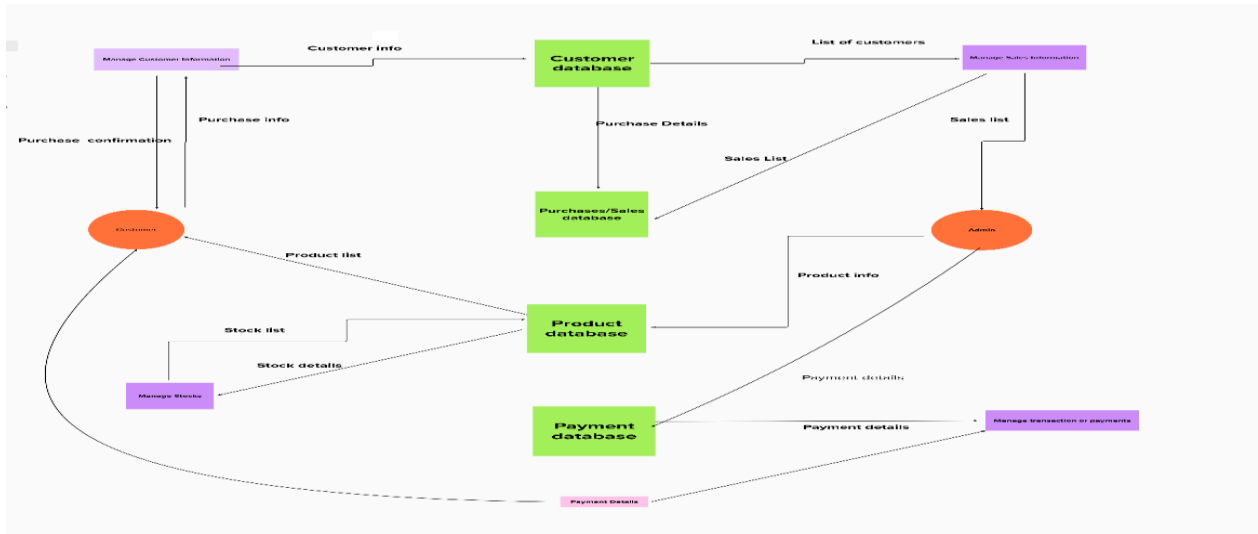 Customer info
List of customers
Manage Customer Information
Customer
database
Manage Sales Information
Purchase info
Purchase Details
Sales list
Purchase  confirmation
Sales List
Purchases/Sales
database
Customer
Admin
Product list
Product info
Product
database
Stock list
Stock details
Payment details
Manage Stocks
Payment
database
Payment details
Manage transaction or payments
Payment Details